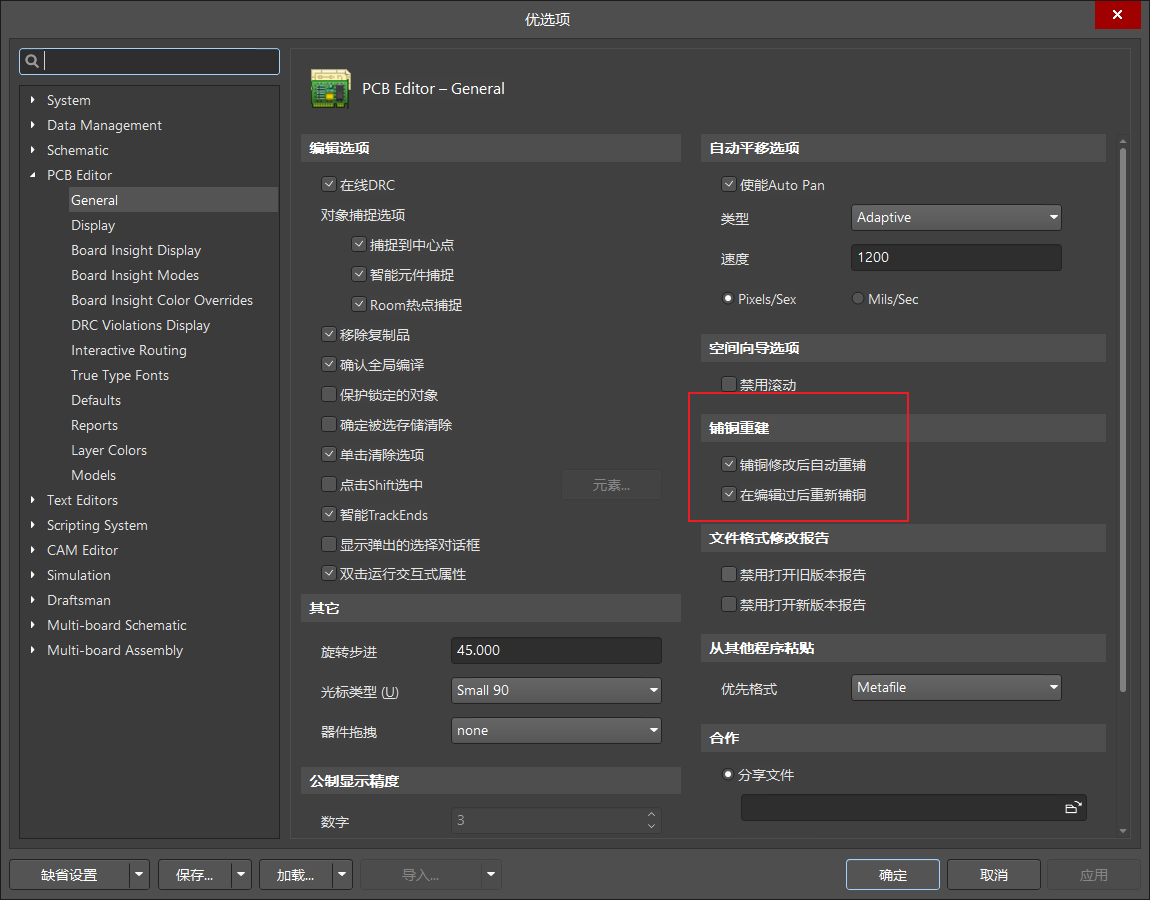 优选项
System
Data Management
Schematic
PCB Editor
General
Display
Board Insight Display
Board Insight Modes
Board Insight Color Overrides
DRC Violations Display
Interactive Routing
True Type Fonts
Defaults
Reports
Layer Colors
Models
Text Editors
Scripting System
CAM Editor
Simulation
Draftsman
Multi-board Schematic
Multi-board Assembly
PCB Editor – General
编辑选项
在线DRC
对象捕捉选项
捕捉到中心点
智能元件捕捉
Room热点捕捉
移除复制品
确认全局编译
保护锁定的对象
确定被选存储清除
单击清除选项
点击Shift选中
元素...
智能TrackEnds
显示弹出的选择对话框
双击运行交互式属性
其它
旋转步进
45.000
光标类型 (U)
Small 90
器件拖拽
none
公制显示精度
数字
3
自动平移选项
使能Auto Pan
类型
Adaptive
速度
1200
Pixels/Sex
Mils/Sec
空间向导选项
禁用滚动
铺铜重建
铺铜修改后自动重铺
在编辑过后重新铺铜
文件格式修改报告
禁用打开旧版本报告
禁用打开新版本报告
从其他程序粘贴
优先格式
Metafile
合作
分享文件
缺省设置
保存...
加载...
导入...
确定
取消
应用